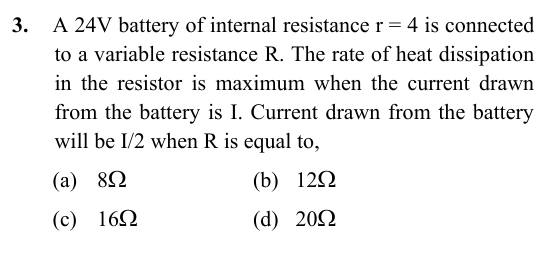 3. A 24V battery of internal resistance r = 4 is connected
to a variable resistance R. The rate of heat dissipation
in the resistor is maximum when the current drawn
from the battery is I. Current drawn from the battery
will be I/2 when R is equal to,
(a) 8Ω (b) 12Ω
(c) 16Ω (d) 20Ω